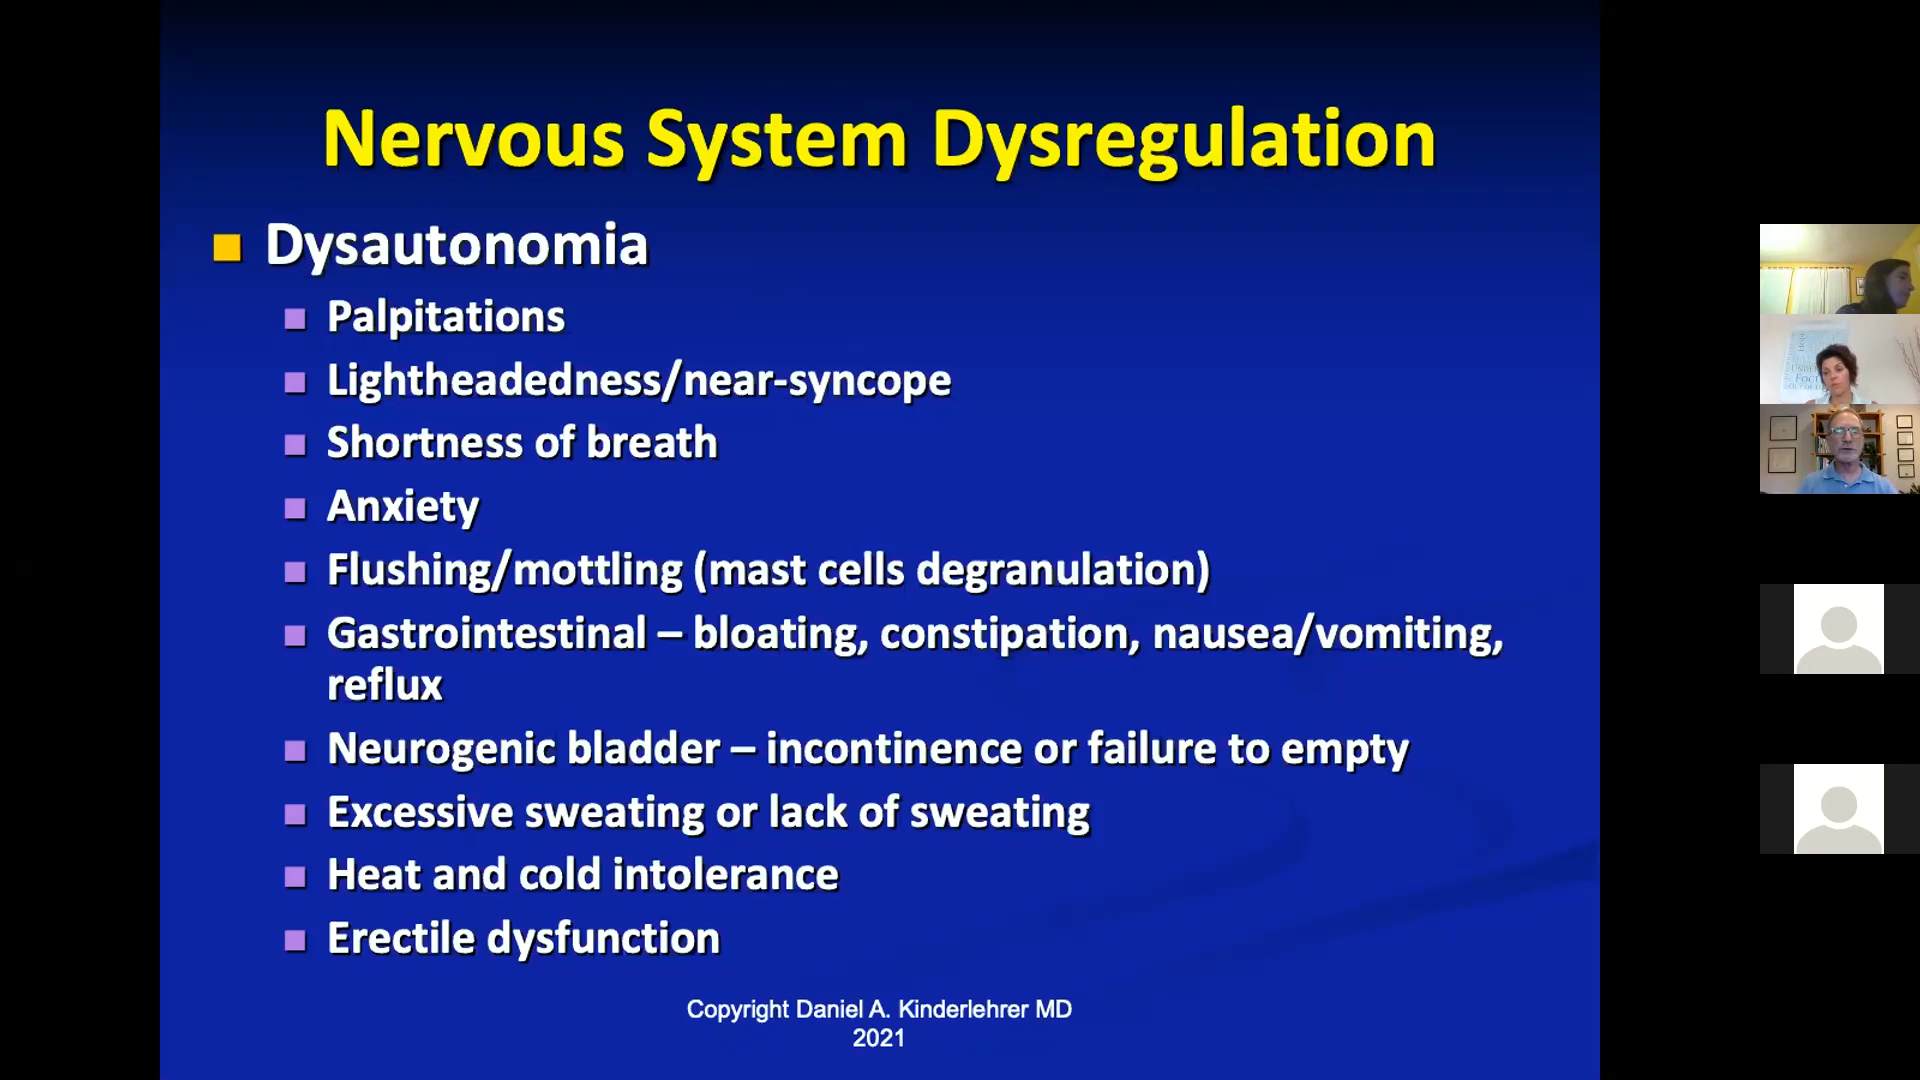 Nervous System Dysregulation
Dysautonomia
Palpitations
Lightheadedness/near-syncope
Shortness of breath
Anxiety
Flushing/mottling (mast cells degranulation)
Gastrointestinal – bloating, constipation, nausea/vomiting,
reflux
Neurogenic bladder – incontinence or failure to empty
Excessive sweating or lack of sweating
Heat and cold intolerance
Erectile dysfunction
Copyright Daniel A. Kinderlehrer MD
2021